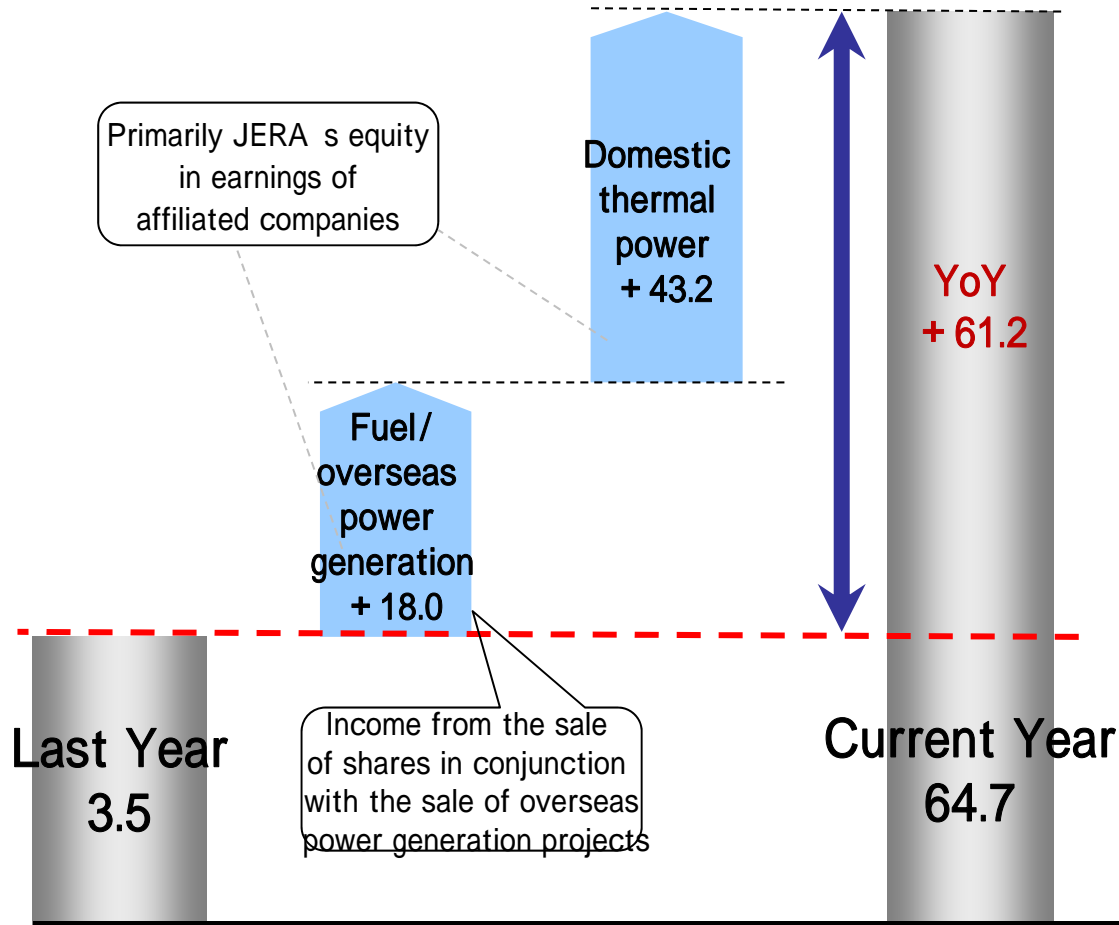 Primarily JERA s equity
in earnings of
affiliated companies
Domestic
thermal
power
+ 43.2
YoY
+ 61.2
Fuel/
overseas
power
generation
+ 18.0
Last Year
3.5
Income from the sale
of shares in conjunction
with the sale of overseas
power generation projects
Current Year
64.7